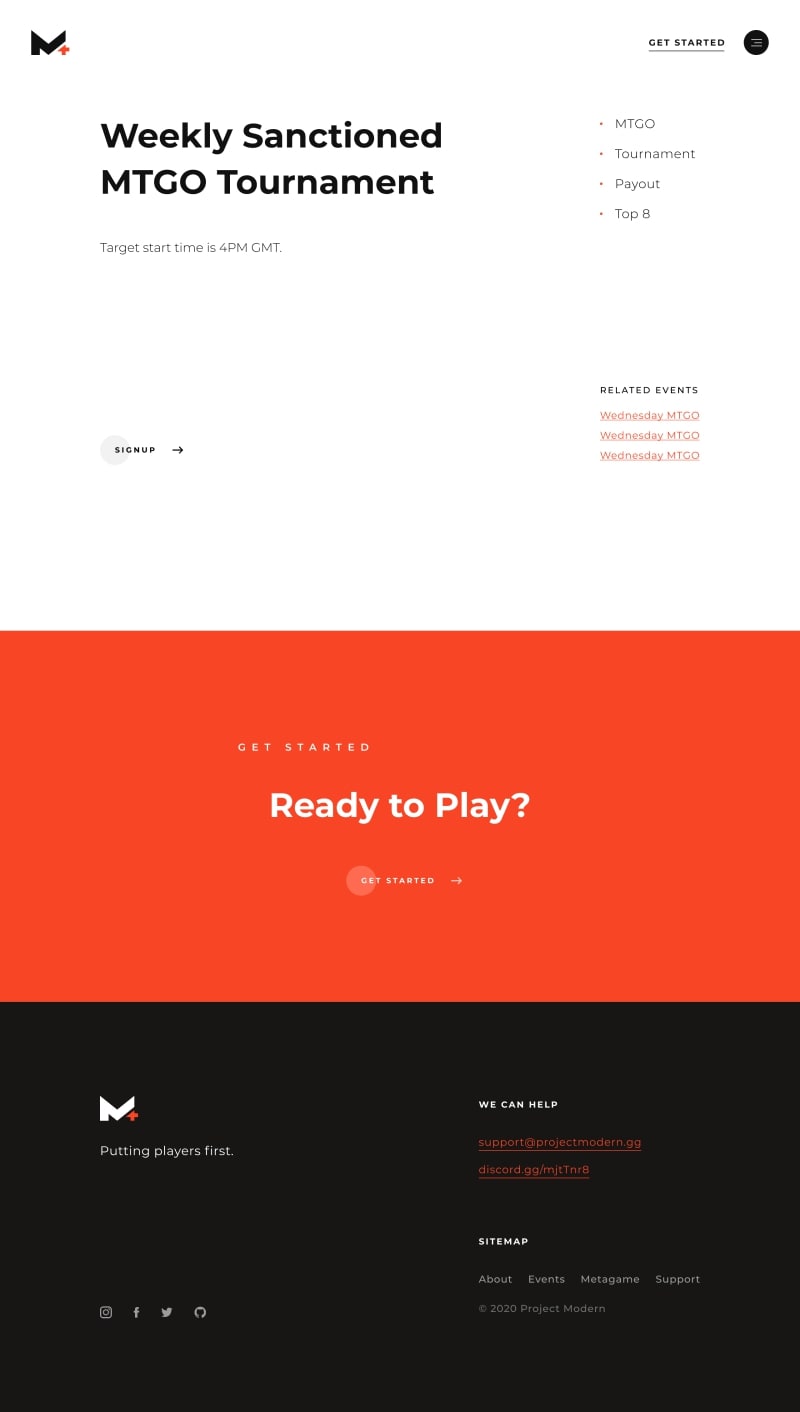 GET STARTED
Weekly Sanctioned
MTGO Tournament
Target start time is 4PM GMT.
MTGO
Tournament
Payout
Top 8
SIGNUP
RELATED EVENTS
Wednesday MTGO
Wednesday MTGO
Wednesday MTGO
GET STARTED
Ready to Play?
GET STARTED
Putting players first.
WE CAN HELP
support@projectmodern.gg
discord.gg/mjtTnr8
SITEMAP
About Events Metagame Support
© 2020 Project Modern